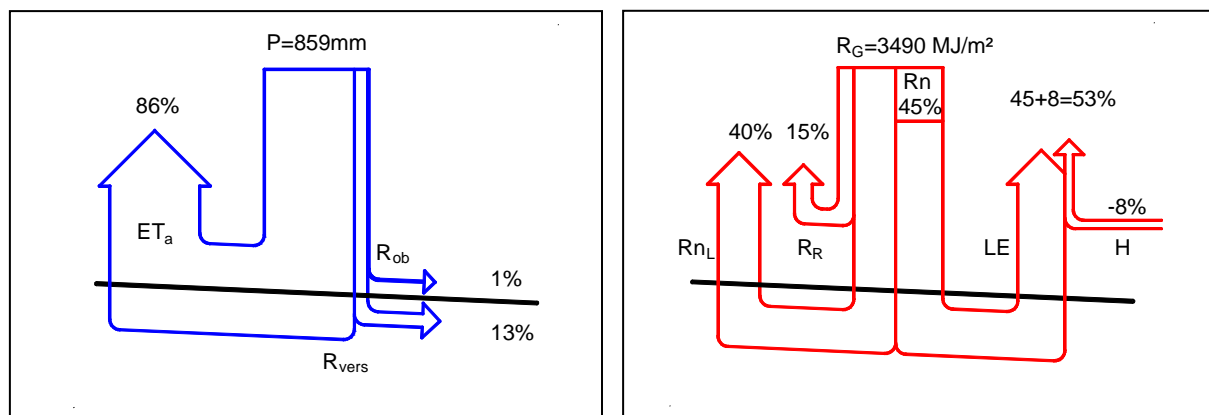 P=859mm
86%
ETa
Rob
1%
13%
Rvers
RG=3490 MJ/m²
Rn
45%
45+8=53%
40%
15%
-8%
RnL
RR
LE
H